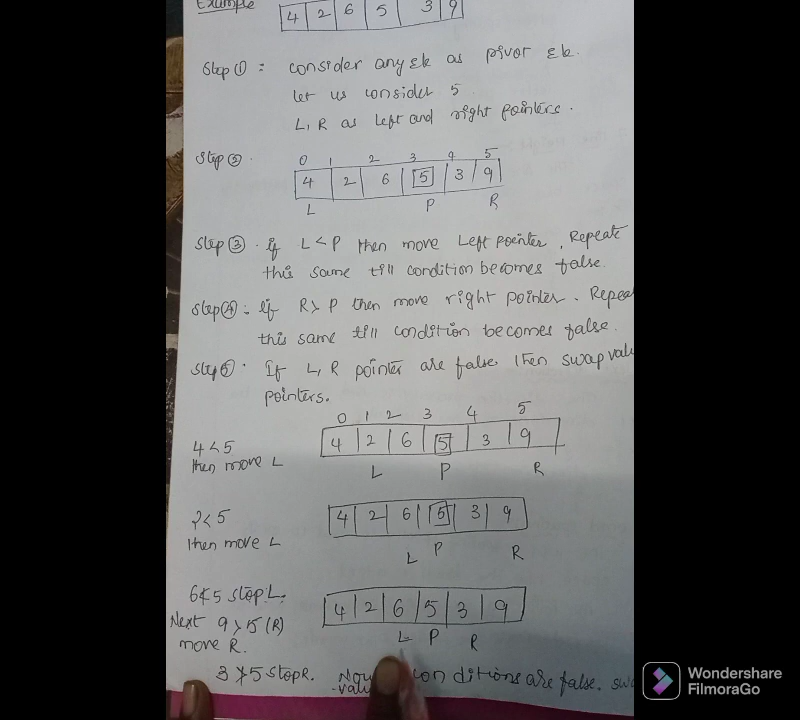 Example
4 2 6 5 3 9
Step ① : consider any Ele as pivot Ele.
let us consider 5
L, R as Left and right pointers.
Step ②.
0 1 2 3 4 5
4 2 6 5 3 9
L P R
Step ③. if L < P then move Left pointer, Repeat
this same till condition becomes false.
Step ④ : if R > P then move right pointer. Repeat
this same till condition becomes false.
Step ⑤. If L, R pointer are false then swap valu
pointers.
0 1 2 3 4 5
4 < 5
4 2 6 5 3 9
then move L
L P R
2 < 5
4 2 6 5 3 9
then move L
L P R
6 ≮ 5 stop L.
4 2 6 5 3 9
Next 9 > 5 (R)
move R.
L P R
3 ≯ 5 stop R. Now conditions are false. swa
valu
Wondershare
FilmoraGo